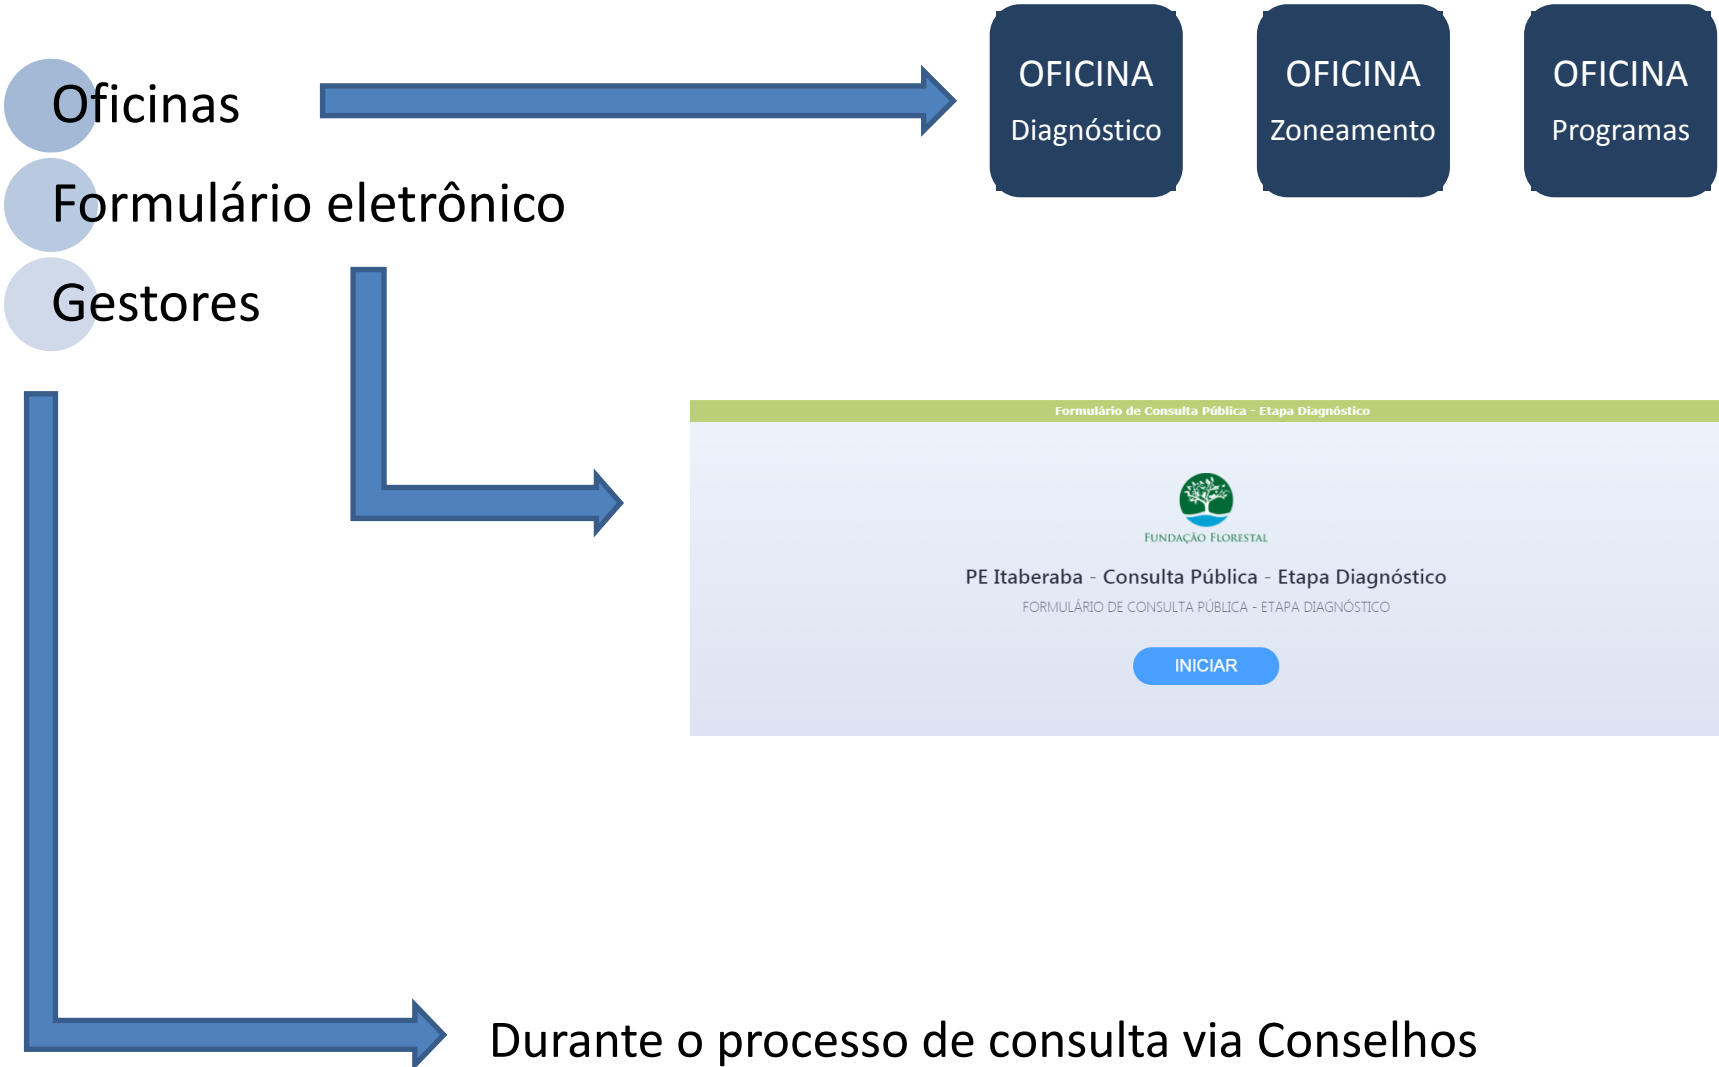 Oficinas
Formulário eletrônico
Gestores
OFICINA
Diagnóstico
OFICINA
Zoneamento
OFICINA
Programas
Formulário de Consulta Pública - Etapa Diagnóstico
FUNDAÇÃO FLORESTAL
PE Itaberaba - Consulta Pública - Etapa Diagnóstico
FORMULÁRIO DE CONSULTA PÚBLICA - ETAPA DIAGNÓSTICO
INICIAR
Durante o processo de consulta via Conselhos